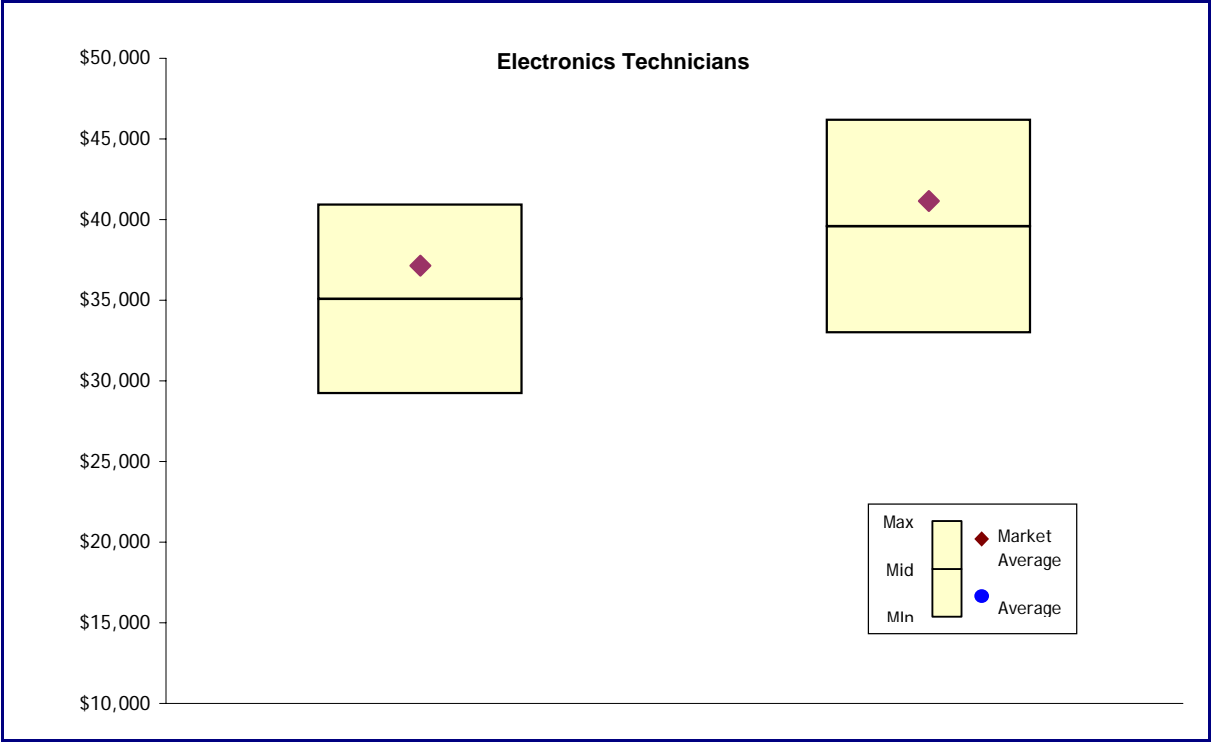 Electronics Technicians
$50,000
$45,000
$40,000
$35,000
$30,000
$25,000
$20,000
$15,000
$10,000
Max
Mid
MIn
Market
Average
Average